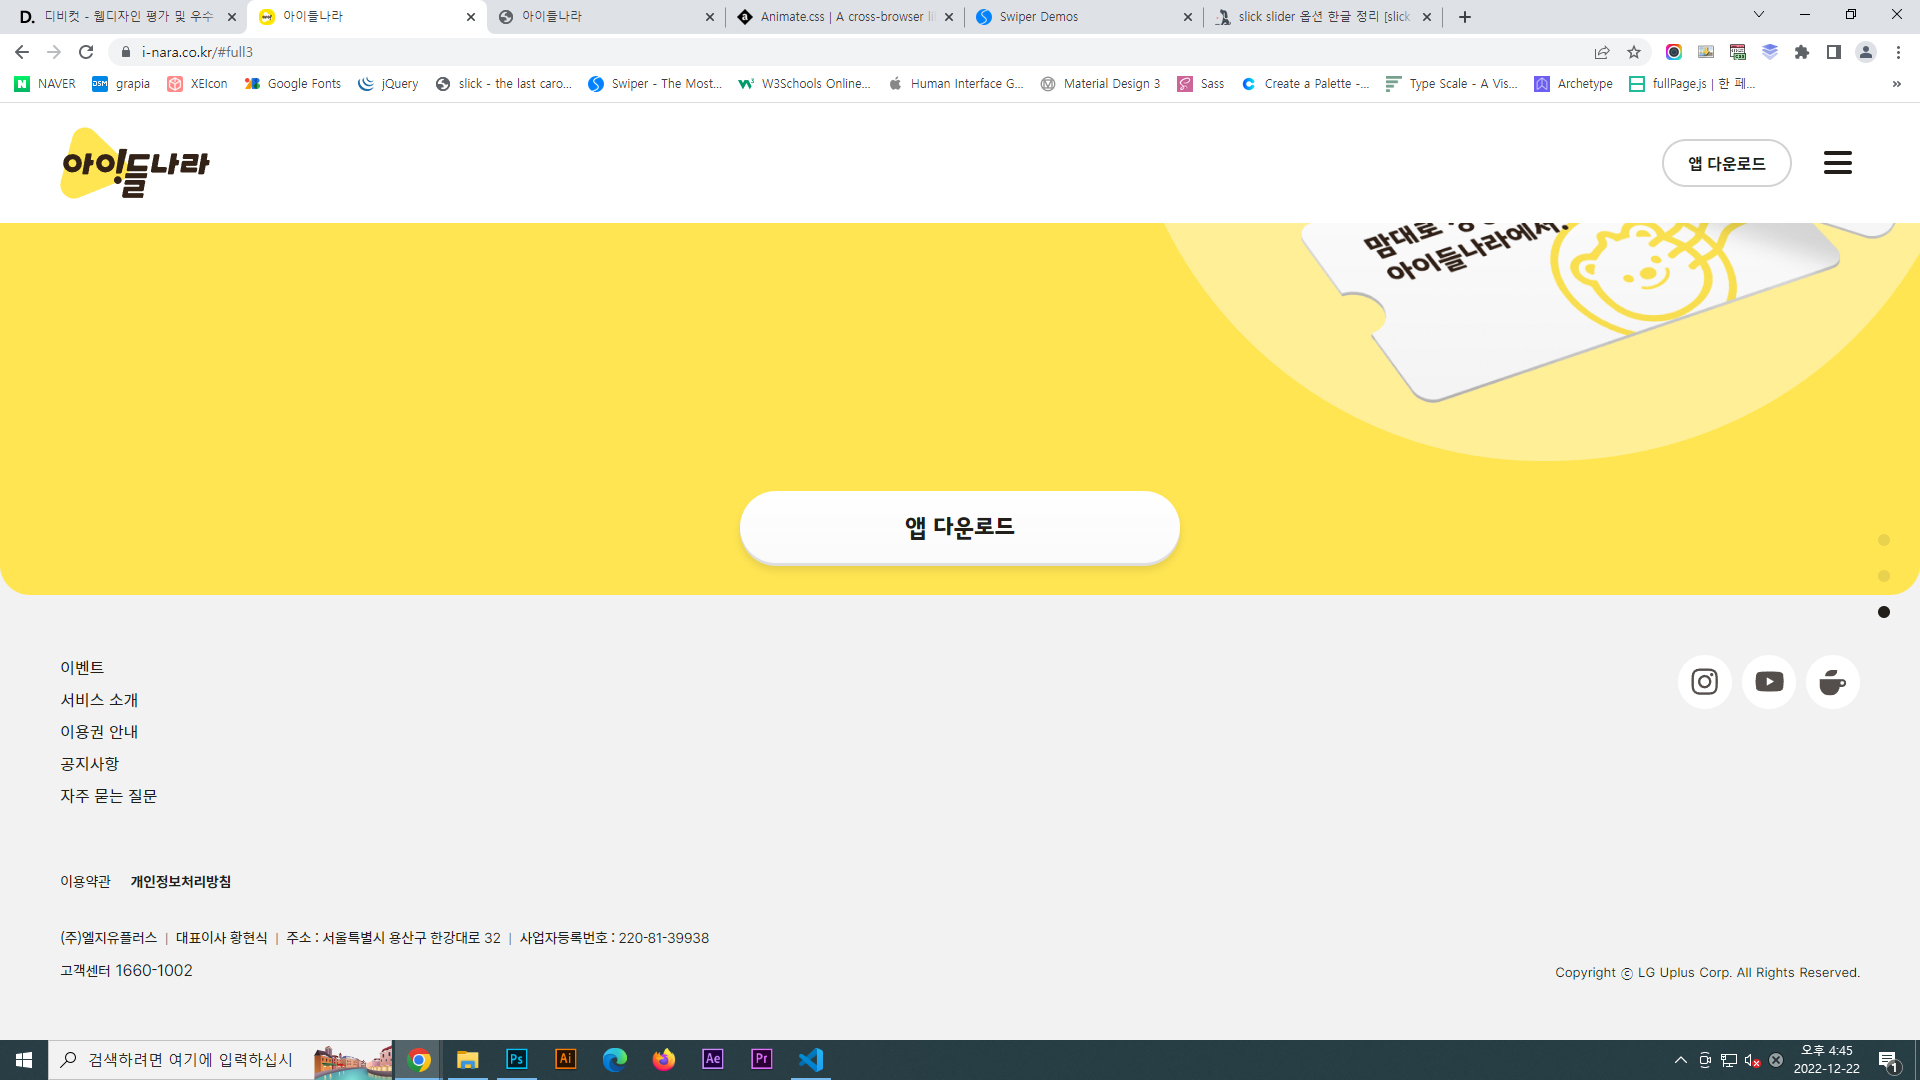 디비컷 - 웹디자인 평가 및 우수
아이들나라
아이들나라
Animate.css | A cross-browser li
Swiper Demos
slick slider 옵션 한글 정리 [slick
i-nara.co.kr/#full3
NAVER
grapia
XEIcon
Google Fonts
jQuery
slick - the last caro...
Swiper - The Most...
W3Schools Online...
Human Interface G...
Material Design 3
Sass
Create a Palette -...
Type Scale - A Vis...
Archetype
fullPage.js | 한 페...
아이들나라
앱 다운로드
맘대로
아이들나라에서.
앱 다운로드
이벤트
서비스 소개
이용권 안내
공지사항
자주 묻는 질문
이용약관 개인정보처리방침
(주)엘지유플러스 | 대표이사 황현식 | 주소 : 서울특별시 용산구 한강대로 32 | 사업자등록번호 : 220-81-39938
고객센터 1660-1002
Copyright ⓒ LG Uplus Corp. All Rights Reserved.
검색하려면 여기에 입력하십시
Ps
Ai
Ae
Pr
오후 4:45
2022-12-22
1